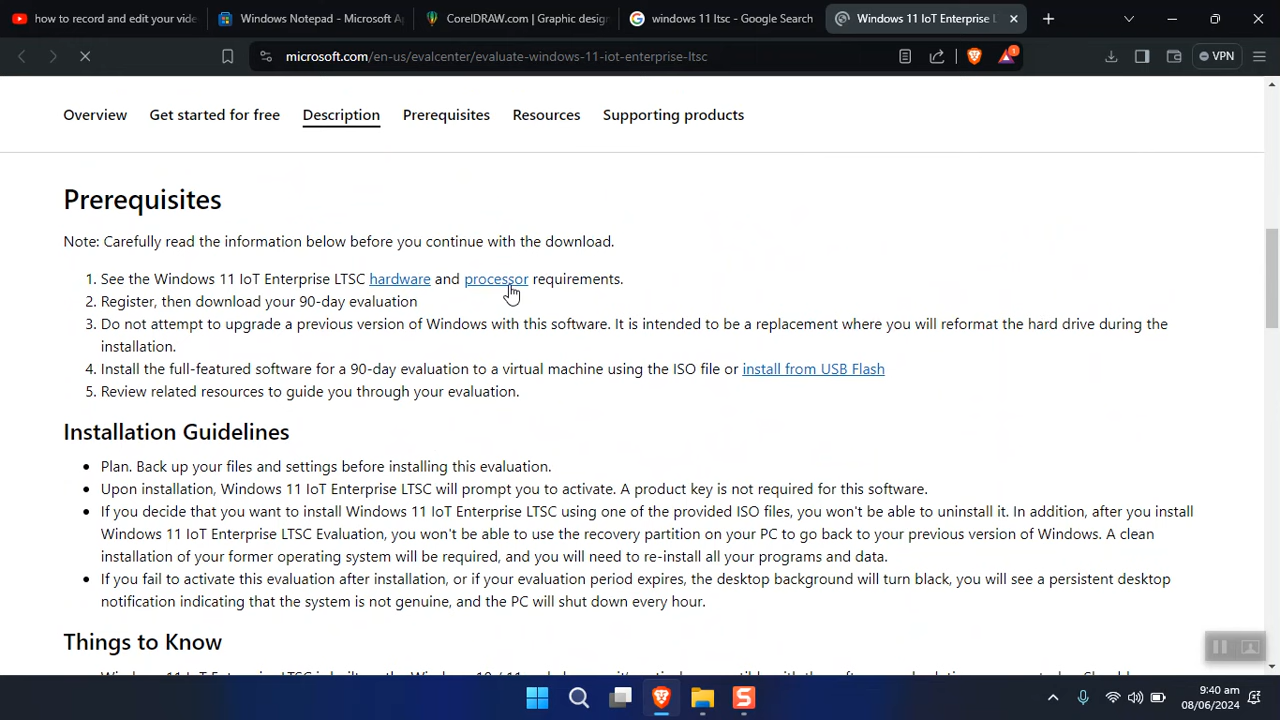 how to record and edit your vide
Windows Notepad - Microsoft Ap
CorelDRAW.com | Graphic design
windows 11 ltsc - Google Search
Windows 11 IoT Enterprise L
microsoft.com/en-us/evalcenter/evaluate-windows-11-iot-enterprise-ltsc
1
VPN
Overview
Get started for free
Description
Prerequisites
Resources
Supporting products
Prerequisites
Note: Carefully read the information below before you continue with the download.
1. See the Windows 11 IoT Enterprise LTSC hardware and processor requirements.
2. Register, then download your 90-day evaluation
3. Do not attempt to upgrade a previous version of Windows with this software. It is intended to be a replacement where you will reformat the hard drive during the
installation.
4. Install the full-featured software for a 90-day evaluation to a virtual machine using the ISO file or install from USB Flash
5. Review related resources to guide you through your evaluation.
Installation Guidelines
Plan. Back up your files and settings before installing this evaluation.
Upon installation, Windows 11 IoT Enterprise LTSC will prompt you to activate. A product key is not required for this software.
If you decide that you want to install Windows 11 IoT Enterprise LTSC using one of the provided ISO files, you won't be able to uninstall it. In addition, after you install
Windows 11 IoT Enterprise LTSC Evaluation, you won't be able to use the recovery partition on your PC to go back to your previous version of Windows. A clean
installation of your former operating system will be required, and you will need to re-install all your programs and data.
If you fail to activate this evaluation after installation, or if your evaluation period expires, the desktop background will turn black, you will see a persistent desktop
notification indicating that the system is not genuine, and the PC will shut down every hour.
Things to Know
9:40 am
08/06/2024